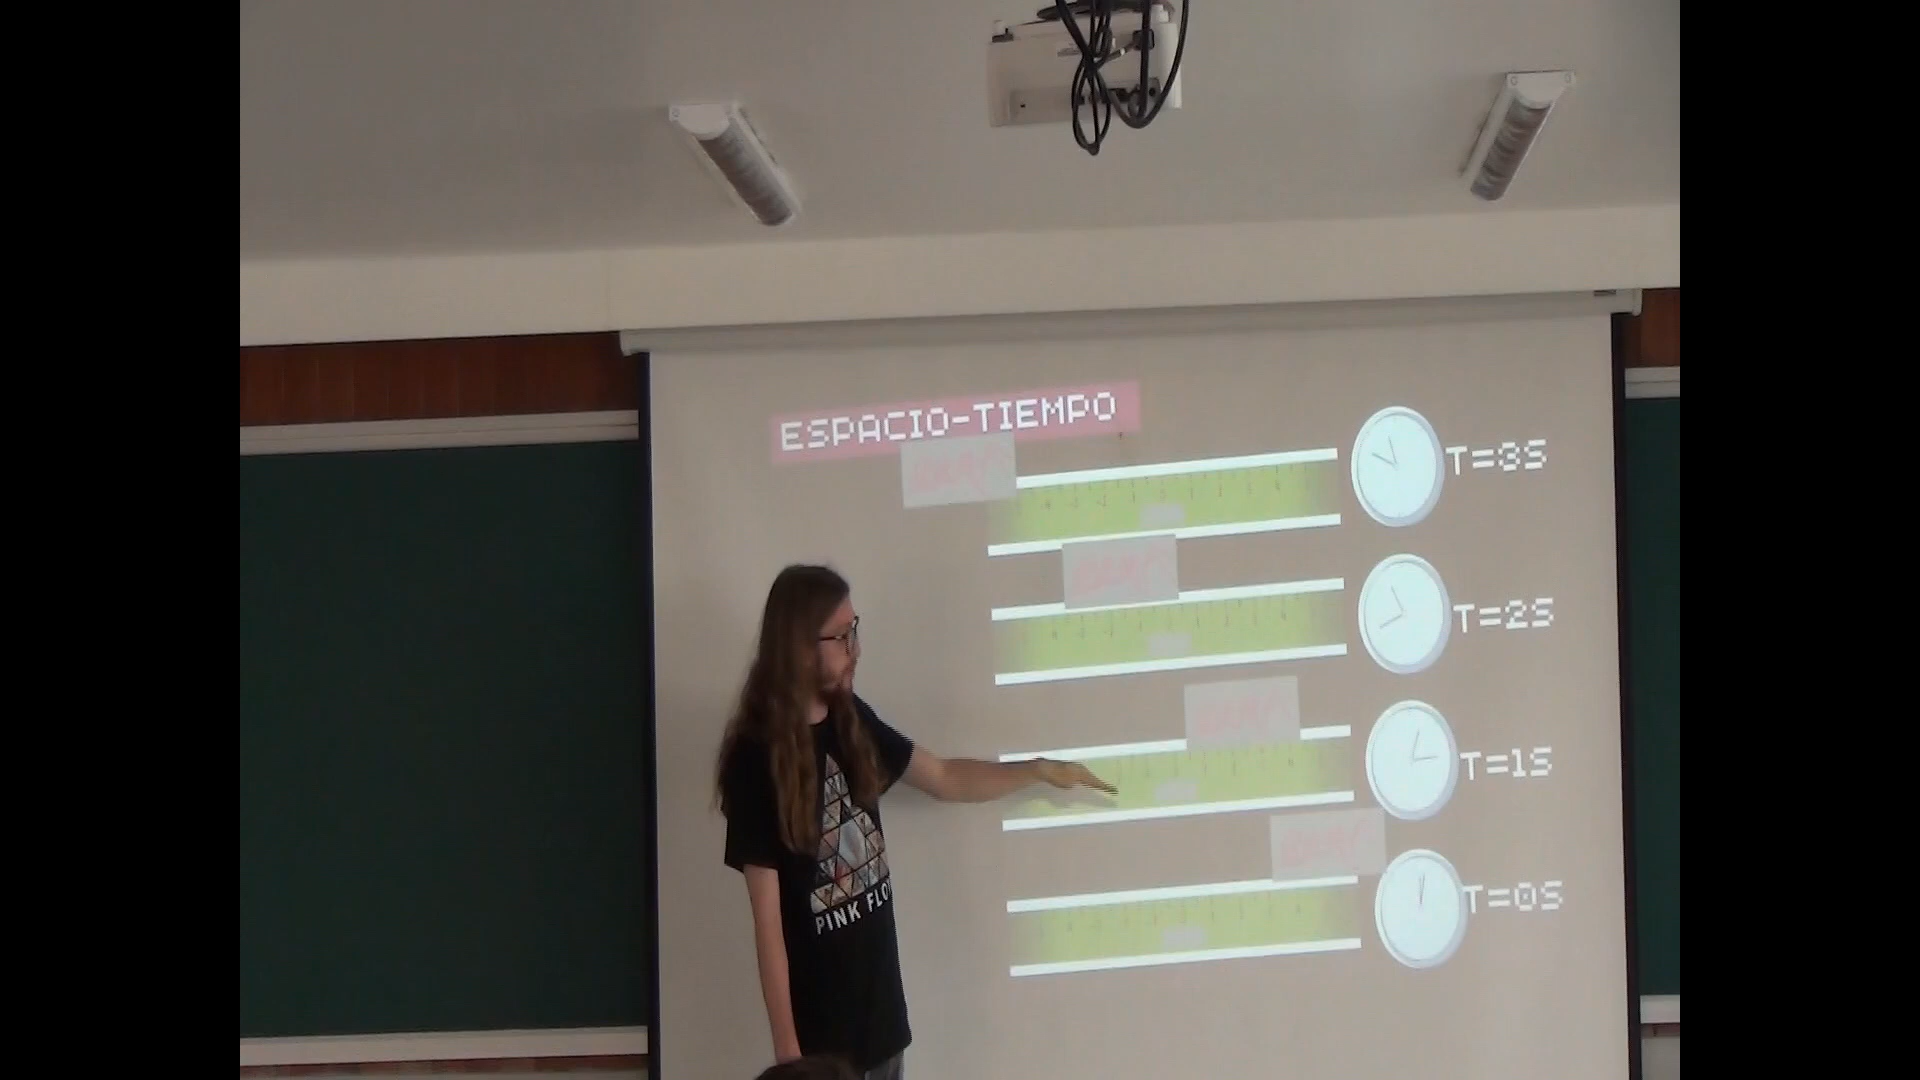 ESPACIO-TIEMPO
T=3S
T=2S
T=1S
T=0S
PINK FLO